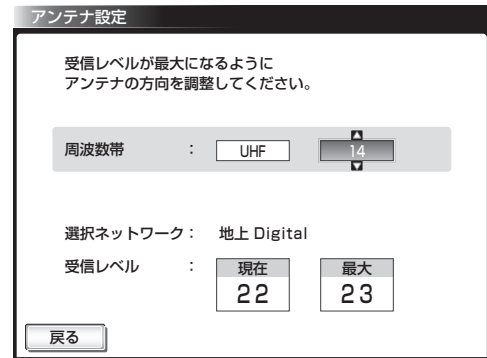 アンテナ設定
受信レベルが最大になるように
アンテナの方向を調整してください。
周波数帯 : UHF 14
選択ネットワーク: 地上 Digital
受信レベル : 現在 最大
22 23
戻る